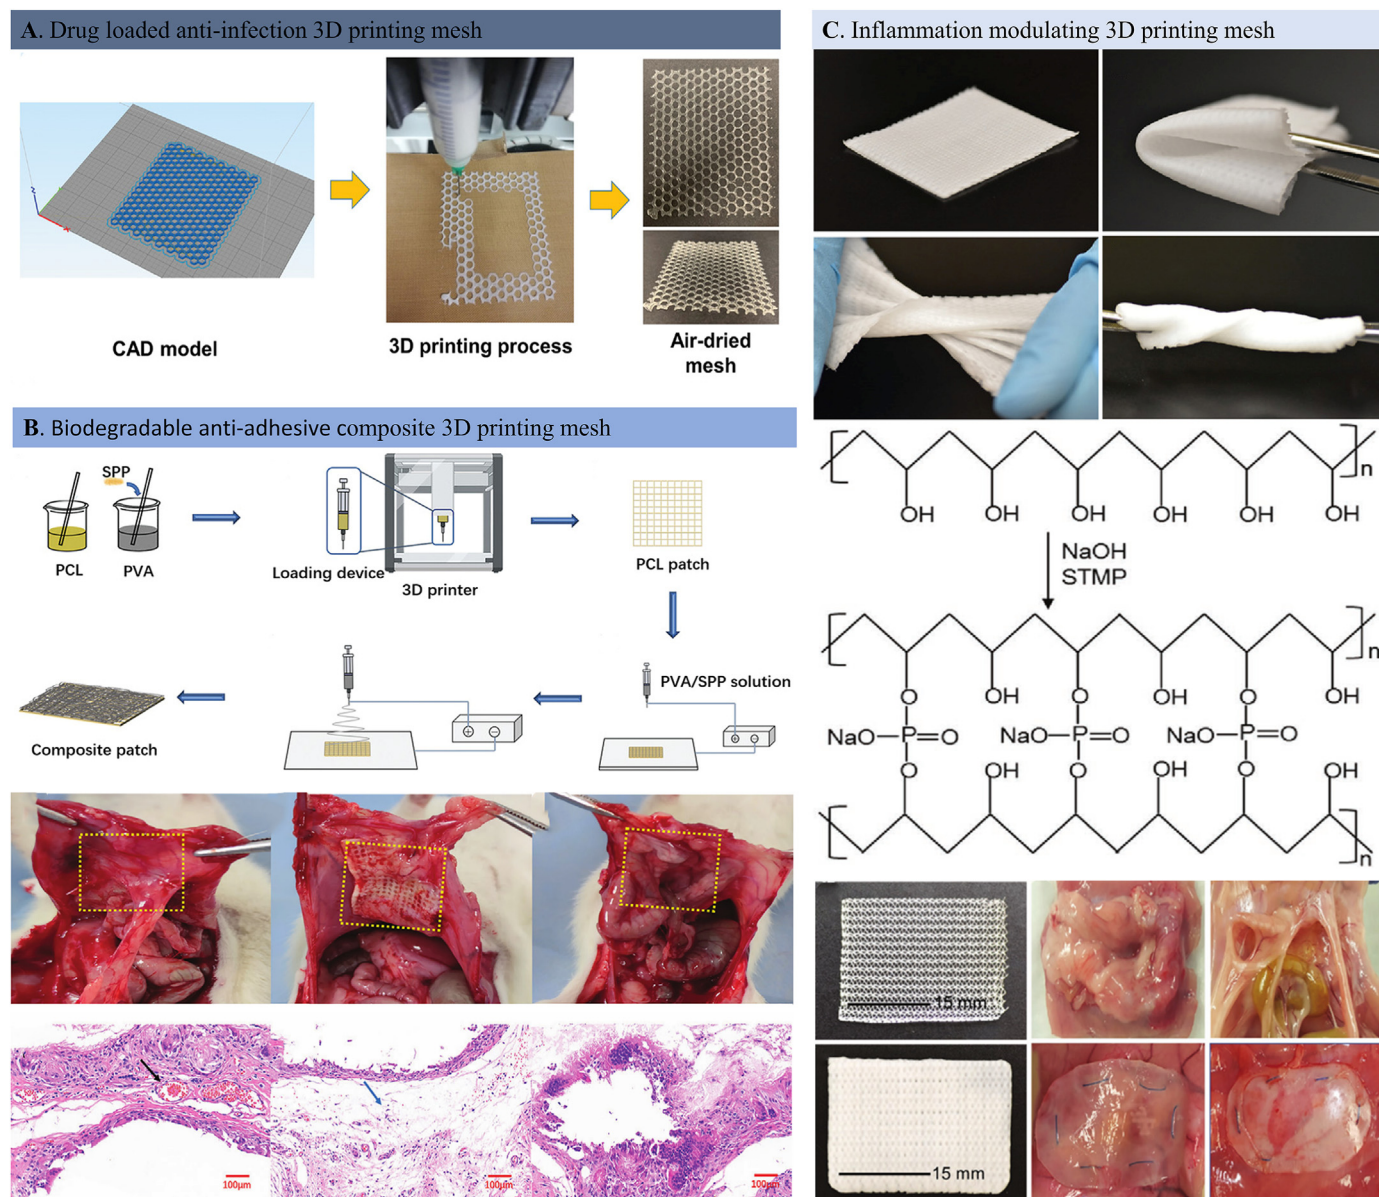 A. Drug loaded anti-infection 3D printing mesh
CAD model
3D printing process
Air-dried
mesh
B. Biodegradable anti-adhesive composite 3D printing mesh
SPP
PCL
PVA
Loading device
3D printer
PCL patch
PVA/SPP solution
Composite patch
100μm
100μm
100μm
C. Inflammation modulating 3D printing mesh
n
OH
OH
OH
OH
OH
OH
NaOH
STMP
n
O
OH
O
OH
O
OH
NaO—P=O
NaO—P=O
NaO—P=O
O
OH
O
OH
O
OH
n
15 mm
15 mm